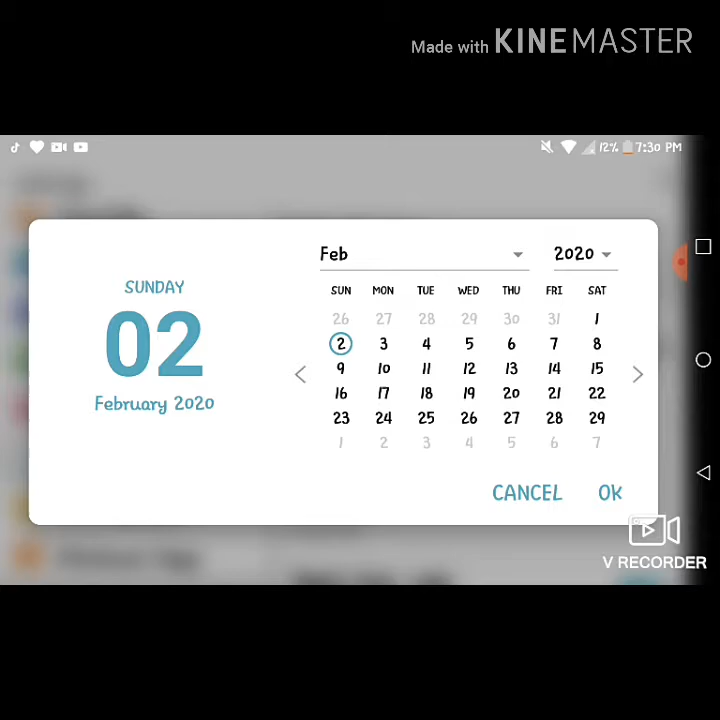 Made with KINEMASTER
12% 7:30 PM
Feb 2020
SUNDAY
02
February 2020
SUN MON TUE WED THU FRI SAT
26 27 28 29 30 31 1
2 3 4 5 6 7 8
9 10 11 12 13 14 15
16 17 18 19 20 21 22
23 24 25 26 27 28 29
1 2 3 4 5 6 7
CANCEL OK
V RECORDER